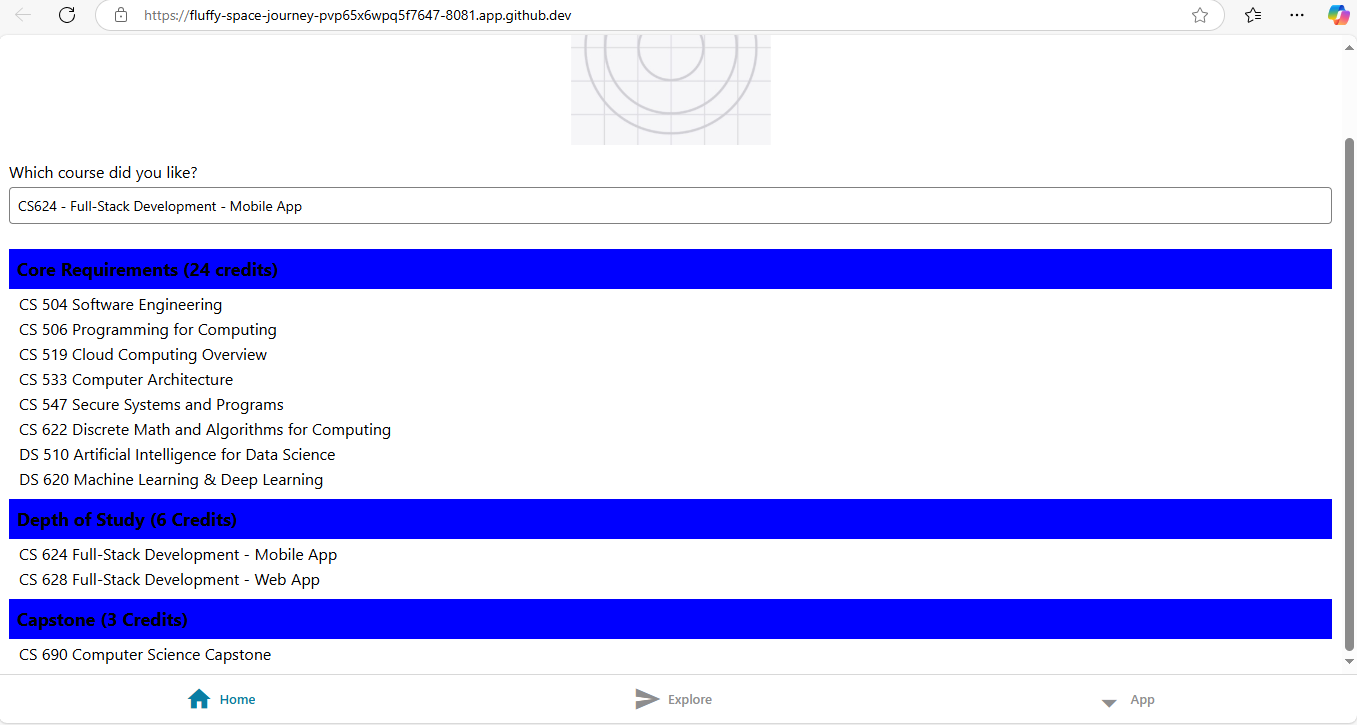 https://fluffy-space-journey-pvp65x6wpq5f7647-8081.app.github.dev
Which course did you like?
CS624 - Full-Stack Development - Mobile App
Core Requirements (24 credits)
CS 504 Software Engineering
CS 506 Programming for Computing
CS 519 Cloud Computing Overview
CS 533 Computer Architecture
CS 547 Secure Systems and Programs
CS 622 Discrete Math and Algorithms for Computing
DS 510 Artificial Intelligence for Data Science
DS 620 Machine Learning & Deep Learning
Depth of Study (6 Credits)
CS 624 Full-Stack Development - Mobile App
CS 628 Full-Stack Development - Web App
Capstone (3 Credits)
CS 690 Computer Science Capstone
Home Explore App